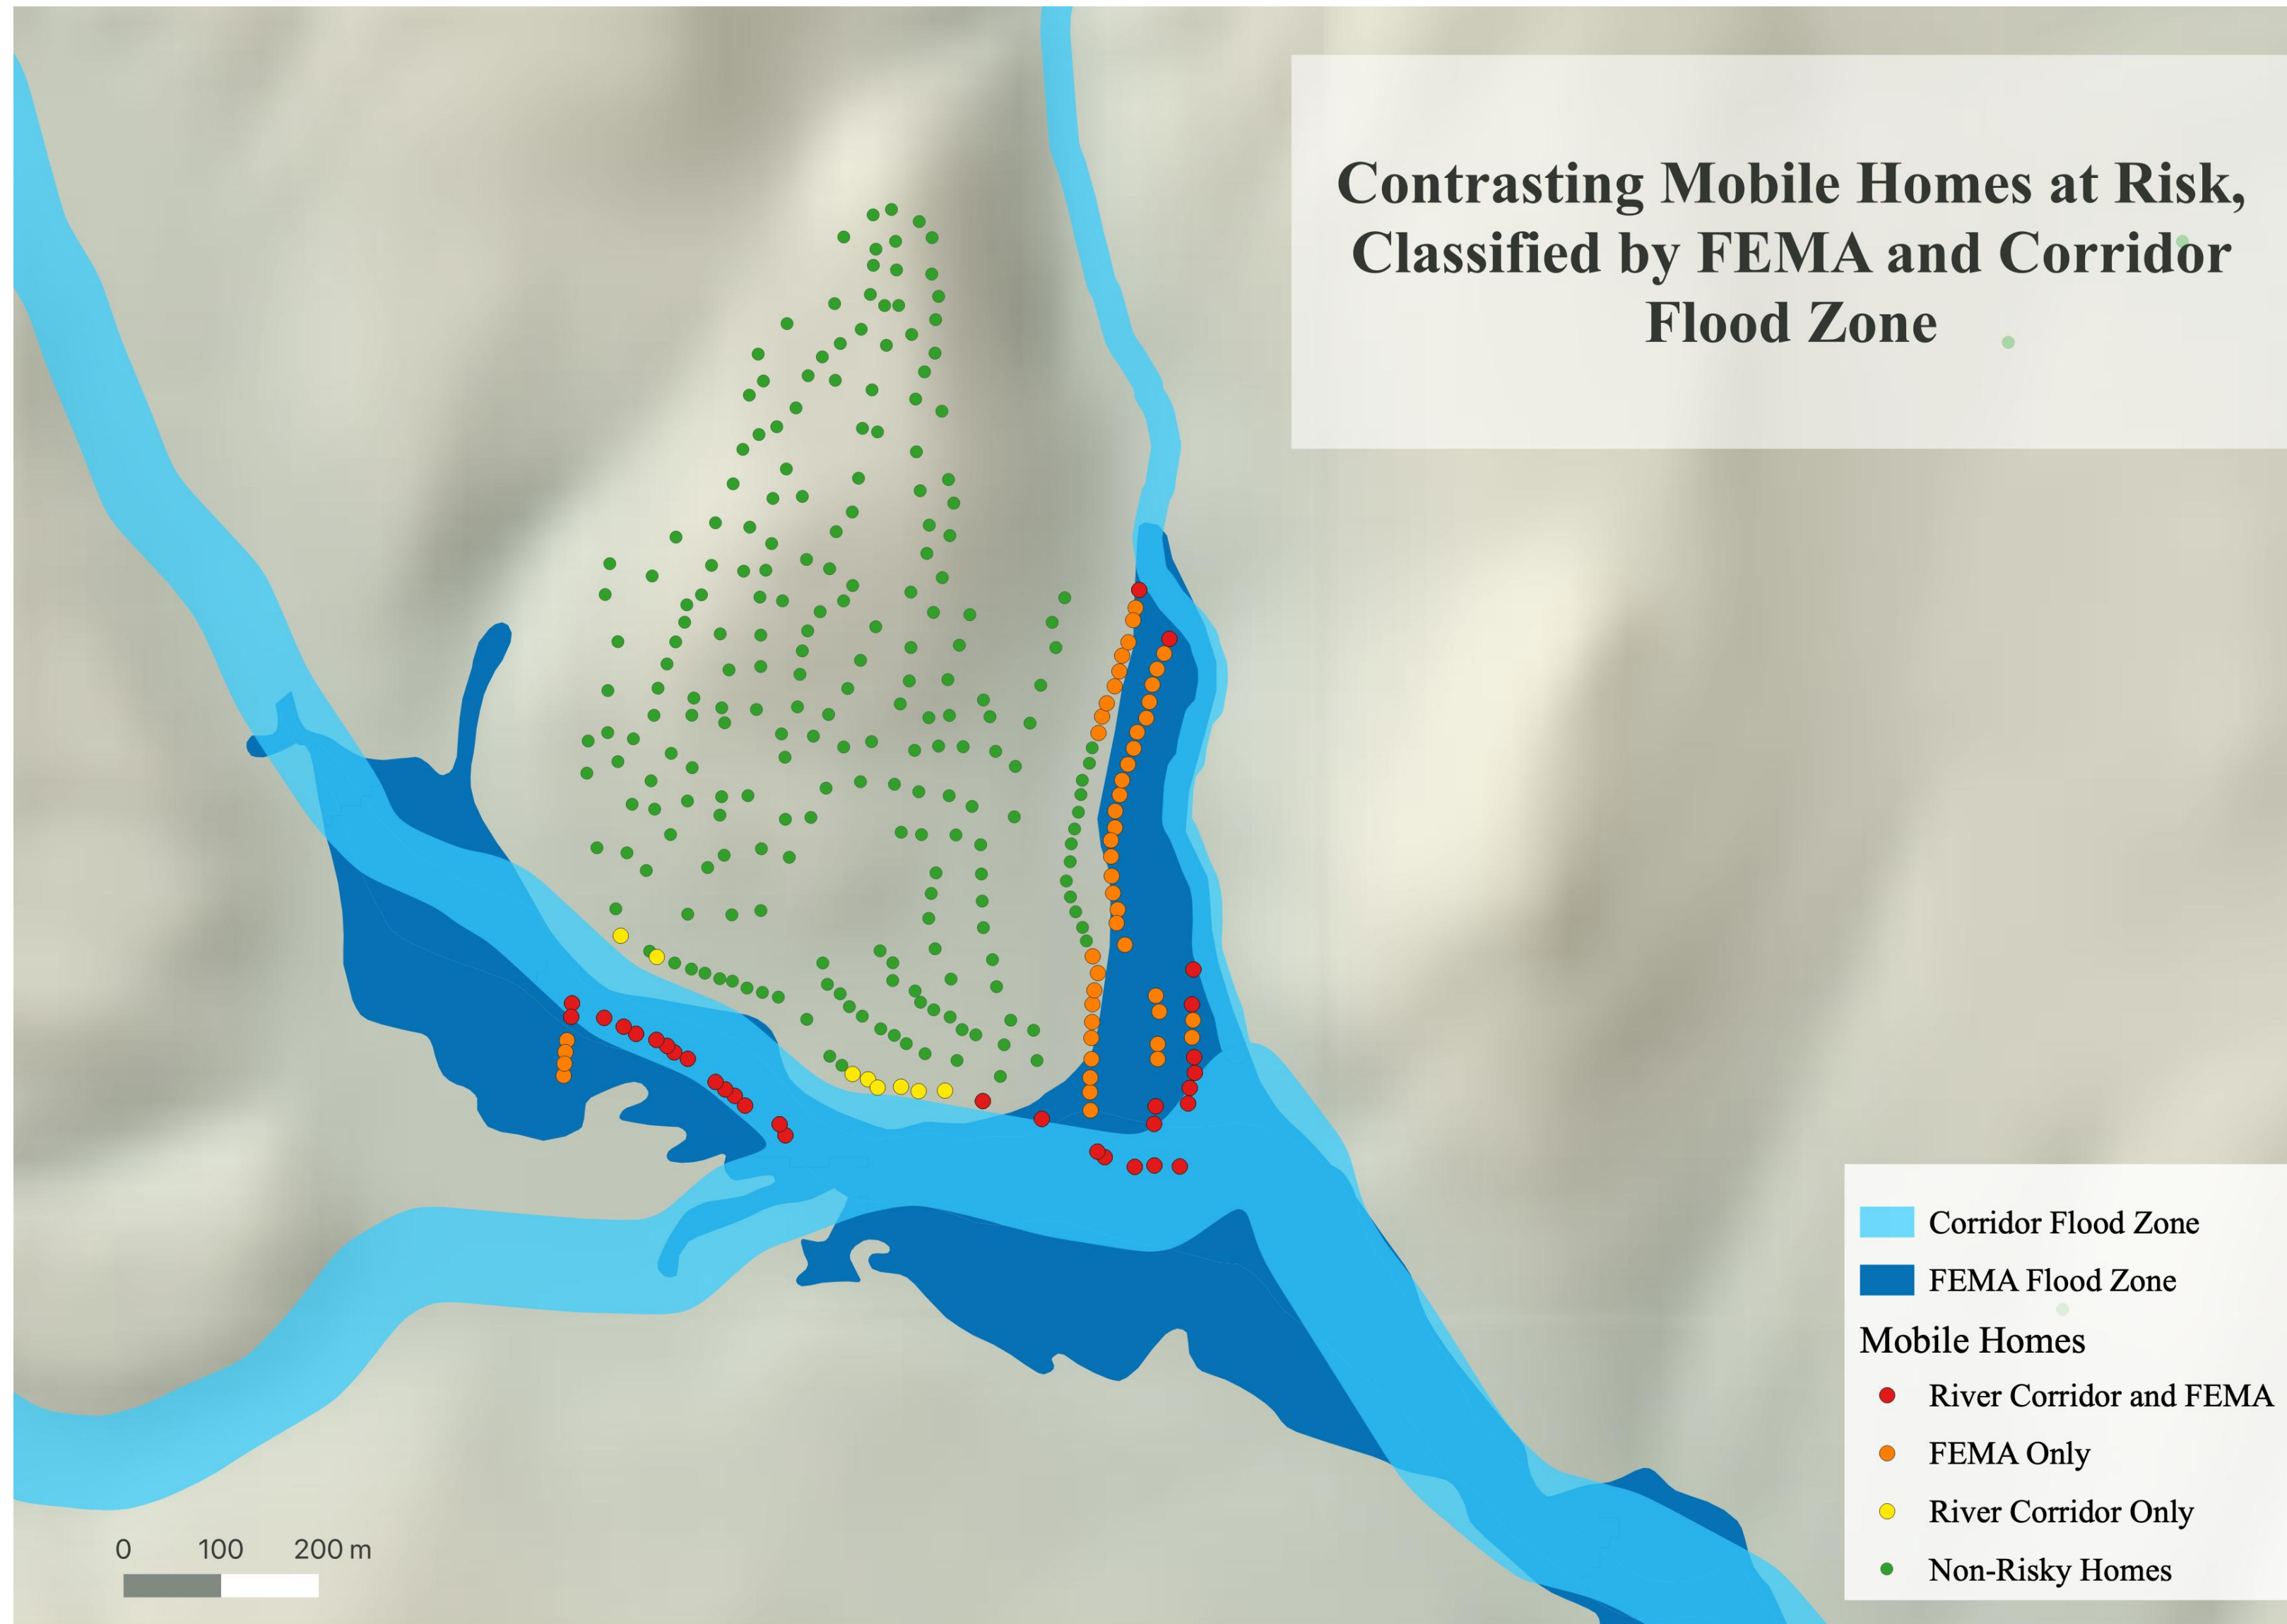 Contrasting Mobile Homes at Risk,
Classified by FEMA and Corridor
Flood Zone
Corridor Flood Zone
FEMA Flood Zone
Mobile Homes
River Corridor and FEMA
FEMA Only
River Corridor Only
Non-Risky Homes
0 100 200 m